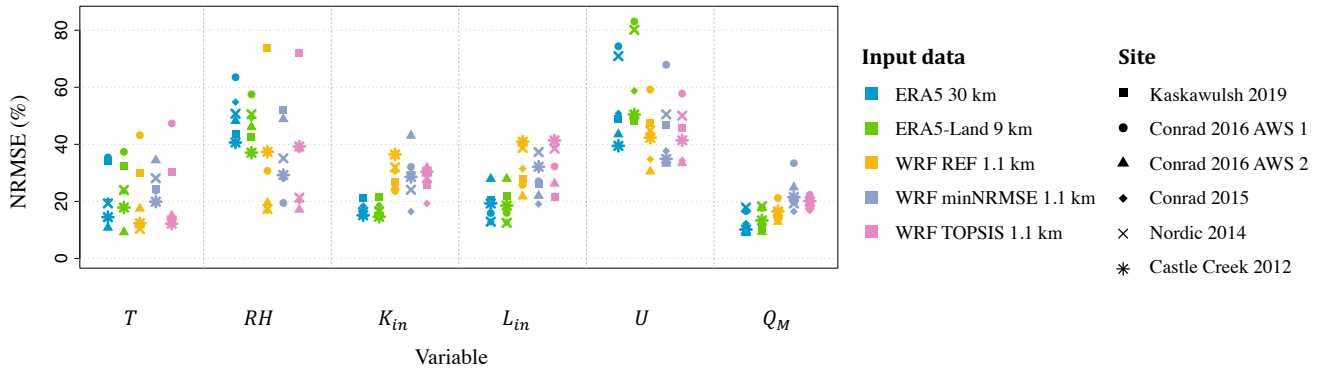 NRMSE (%)
80
60
40
20
0
T RH K_in L_in U Q_M
Variable
Input data
ERA5 30 km
ERA5-Land 9 km
WRF REF 1.1 km
WRF minNRMSE 1.1 km
WRF TOPSIS 1.1 km
Site
Kaskawulsh 2019
Conrad 2016 AWS 1
Conrad 2016 AWS 2
Conrad 2015
Nordic 2014
Castle Creek 2012